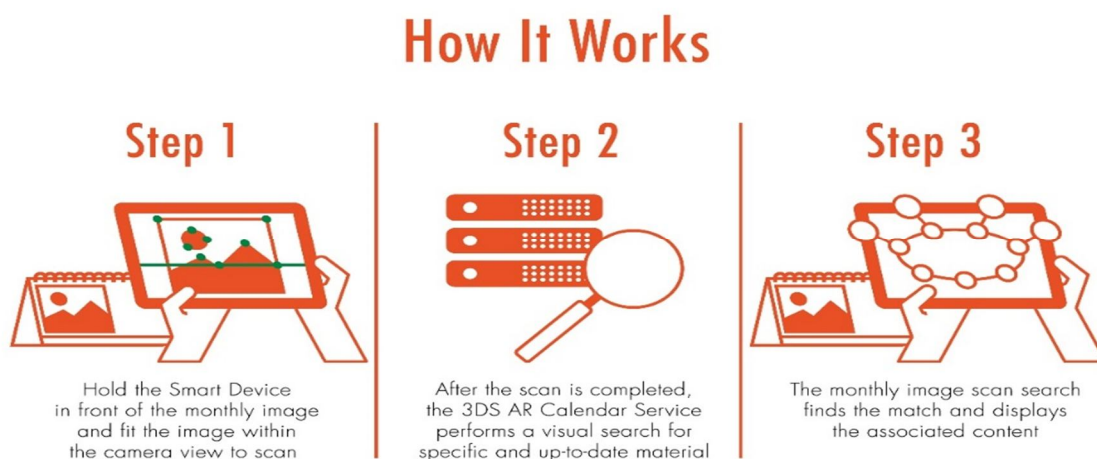 How It Works
Step 1
Hold the Smart Device
in front of the monthly image
and fit the image within
the camera view to scan
Step 2
After the scan is completed,
the 3DS AR Calendar Service
performs a visual search for
specific and up-to-date material
Step 3
The monthly image scan search
finds the match and displays
the associated content